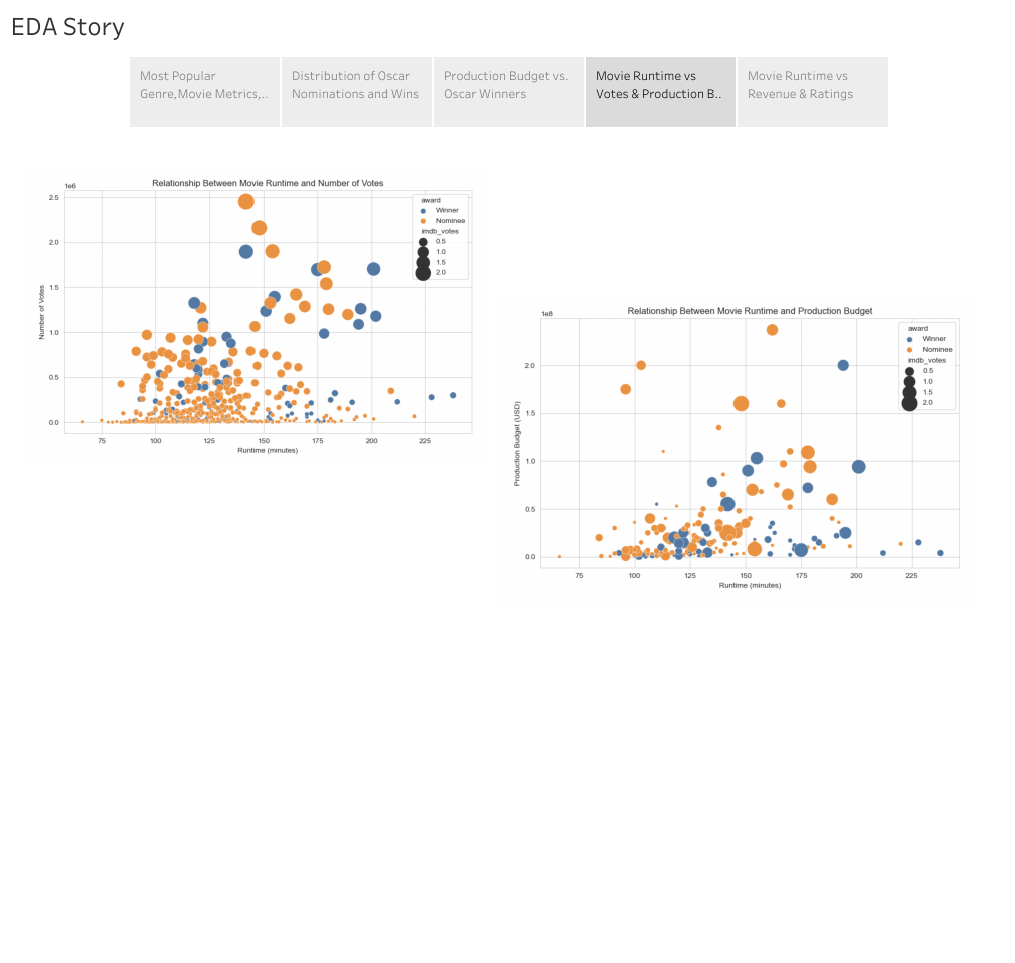 EDA Story
Most Popular
Genre,Movie Metrics,..
Distribution of Oscar
Nominations and Wins
Production Budget vs.
Oscar Winners
Movie Runtime vs
Votes & Production B..
Movie Runtime vs
Revenue & Ratings
Relationship Between Movie Runtime and Number of Votes
1e6
2.5
2.0
1.5
1.0
0.5
0.0
Number of Votes
75 100 125 150 175 200 225
Runtime (minutes)
award
Winner
Nominee
imdb_votes
0.5
1.0
1.5
2.0
Relationship Between Movie Runtime and Production Budget
1e8
2.0
1.5
1.0
0.5
0.0
Production Budget (USD)
75 100 125 150 175 200 225
Runtime (minutes)
award
Winner
Nominee
imdb_votes
0.5
1.0
1.5
2.0